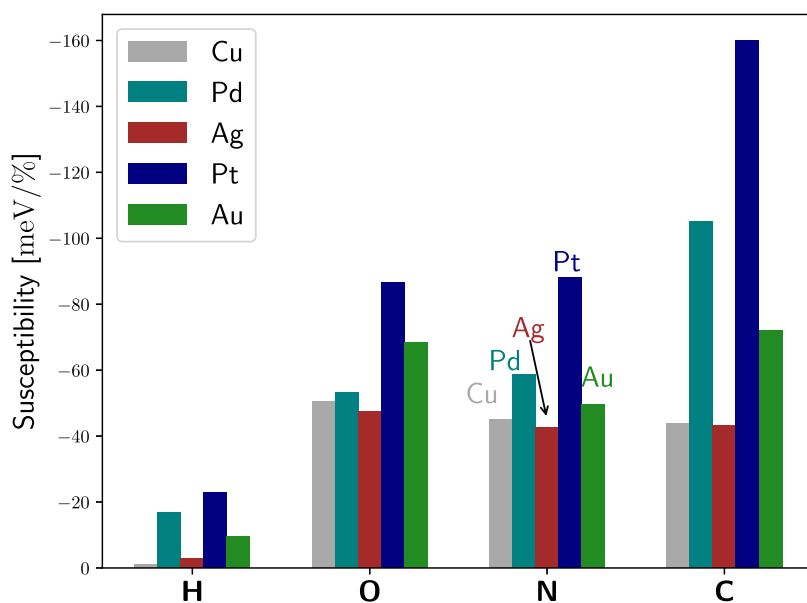 −160
−140
−120
−100
−80
−60
−40
−20
0
Susceptibility [meV/%]
Cu
Pd
Ag
Pt
Au
Pt
Ag
Pd
Au
Cu
H O N C